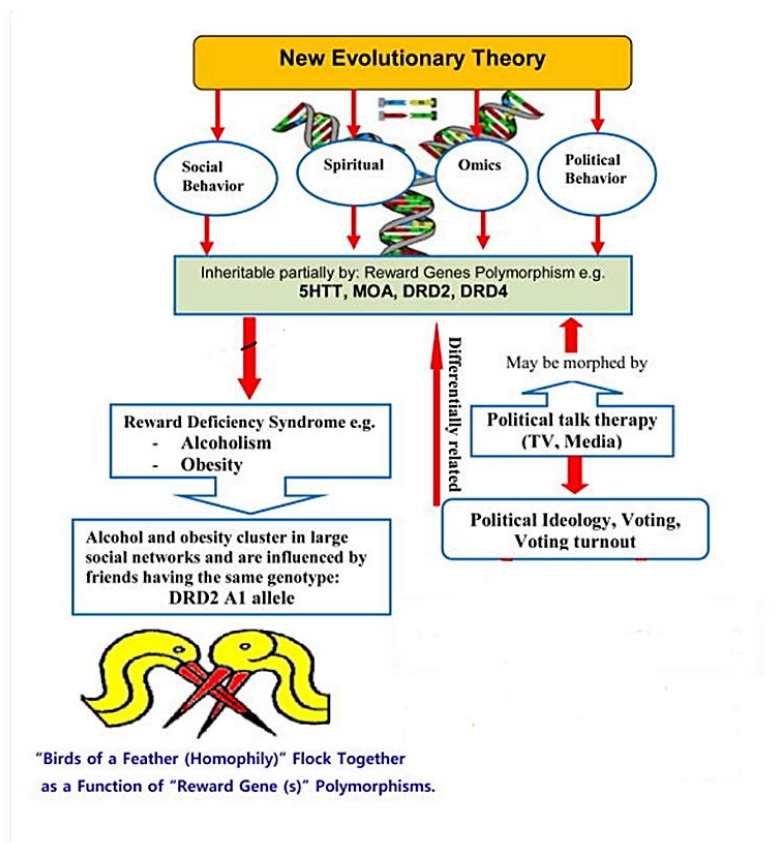 New Evolutionary Theory
Social
Behavior
Spiritual
Omics
Political
Behavior
Inheritable partially by: Reward Genes Polymorphism e.g.
5HTT, MOA, DRD2, DRD4
Reward Deficiency Syndrome e.g.
- Alcoholism
- Obesity
Alcohol and obesity cluster in large
social networks and are influenced by
friends having the same genotype:
DRD2 A1 allele
Differentially related
May be morphed by
Political talk therapy
(TV, Media)
Political Ideology, Voting,
Voting turnout
“Birds of a Feather (Homophily)” Flock Together
as a Function of “Reward Gene (s)” Polymorphisms.